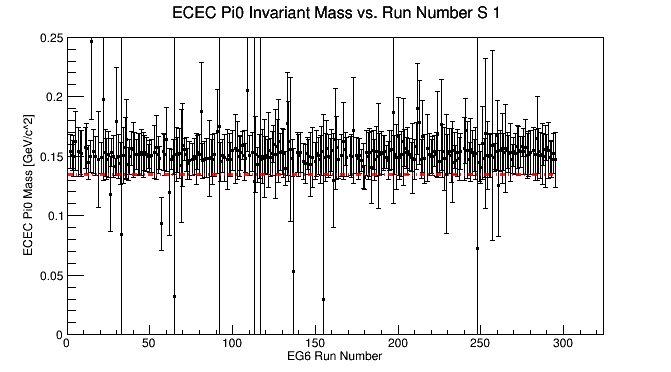 ECEC Pi0 Invariant Mass vs. Run Number S 1
ECEC Pi0 Mass [GeV/c^2]
0.25
0.2
0.15
0.1
0.05
0
0 50 100 150 200 250 300
EG6 Run Number